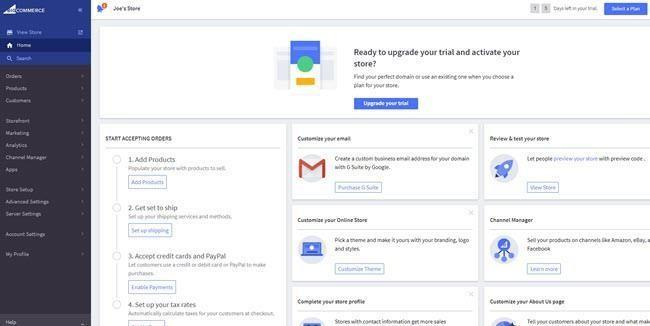 COMMERCE
«
View Store
Home
Search
Orders
Products
Customers
Storefront
Marketing
Analytics
Channel Manager
Apps
Store Setup
Advanced Settings
Server Settings
Account Settings
My Profile
Help
Joe's Store
1 5 Days left in your trial.
Select a Plan
Ready to upgrade your trial and activate your
store?
Find your perfect domain or use an existing one when you choose a
plan for your store.
Upgrade your trial
START ACCEPTING ORDERS
1. Add Products
Populate your store with products to sell.
Add Products
2. Get set to ship
Set up your shipping services and methods.
Set up shipping
3. Accept credit cards and PayPal
Let customers use a credit or debit card or PayPal to make
purchases.
Enable Payments
4. Set up your tax rates
Automatically calculate taxes for your customers at checkout.
Customize your email
Create a custom business email address for your domain
with G Suite by Google.
Purchase G Suite
Customize your Online Store
Pick a theme and make it yours with your branding, logo
and styles.
Customize Theme
Complete your store profile
Stores with contact information get more sales
Review & test your store
Let people preview your store with preview code .
View Store
Channel Manager
Sell your products on channels like Amazon, eBay, a
Facebook
Learn more
Customize your About Us page
Tell your customers about your store and what mak